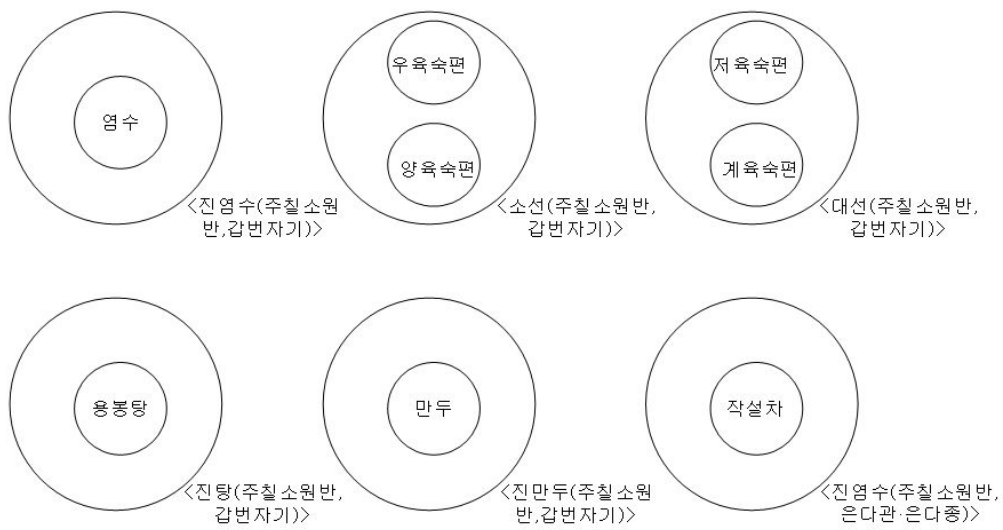 염수
<진염수(주칠소원
반,갑번자기)>
우육숙편
양육숙편
<소선(주칠소원반,
갑번자기)>
저육숙편
계육숙편
<대선(주칠소원반,
갑번자기)>
용봉탕
<진탕(주칠소원반,
갑번자기)>
만두
<진만두(주칠소원
반,갑번자기)>
작설차
<진염수(주칠소원반,
은다관·은다종)>